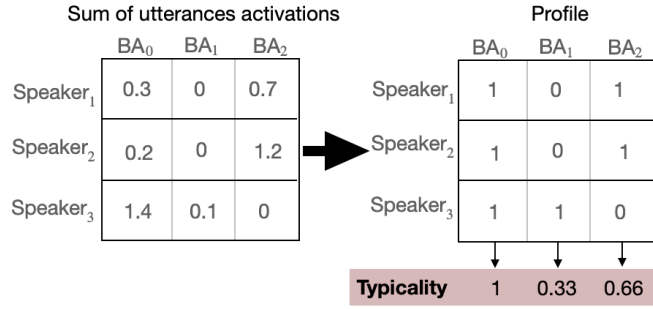 Sum of utterances activations
BA₀ BA₁ BA₂
Speaker₁ 0.3 0 0.7
Speaker₂ 0.2 0 1.2
Speaker₃ 1.4 0.1 0
Profile
BA₀ BA₁ BA₂
Speaker₁ 1 0 1
Speaker₂ 1 0 1
Speaker₃ 1 1 0
Typicality 1 0.33 0.66